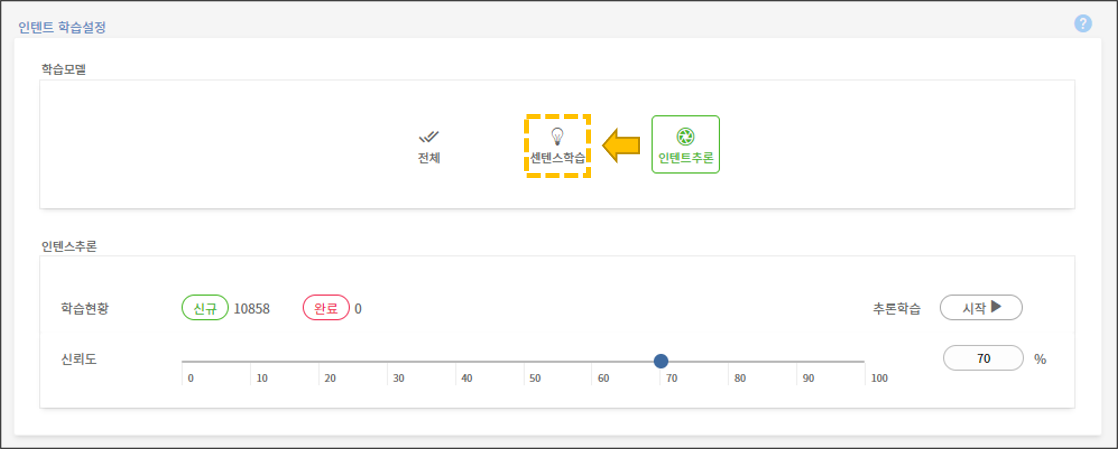 인텐트 학습설정
?
학습모델
전체
센텐스학습
인텐트추론
인텐스추론
학습현황 신규 10858 완료 0 추론학습 시작
신뢰도 70 %
0 10 20 30 40 50 60 70 80 90 100